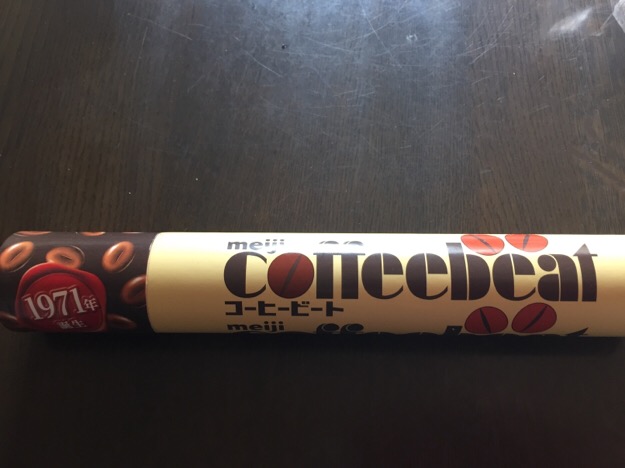 1971年
誕生
meiji
coffeebeat
コーヒービート
meiji